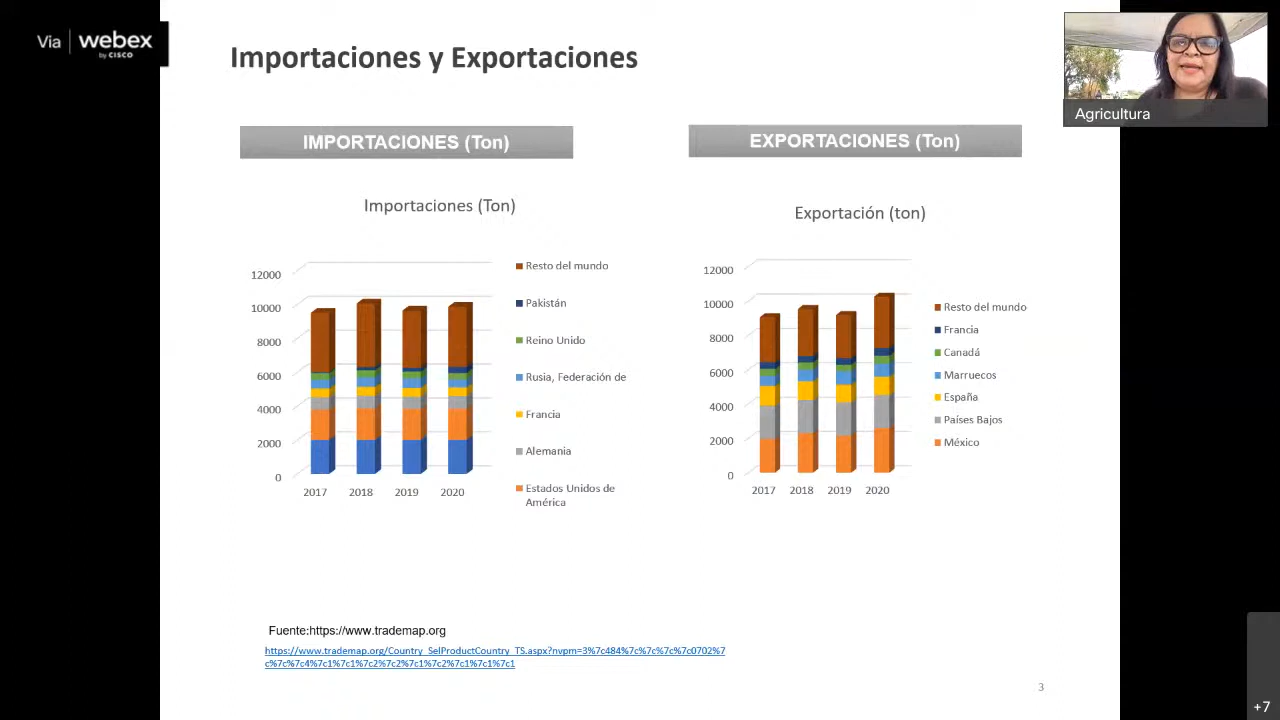 Via | webex
by CISCO
Importaciones y Exportaciones
Agricultura
IMPORTACIONES (Ton)
EXPORTACIONES (Ton)
Importaciones (Ton)
Exportación (ton)
12000
10000
8000
6000
4000
2000
0
2017 2018 2019 2020
Resto del mundo
Pakistán
Reino Unido
Rusia, Federación de
Francia
Alemania
Estados Unidos de
América
12000
10000
8000
6000
4000
2000
0
2017 2018 2019 2020
Resto del mundo
Francia
Canadá
Marruecos
España
Países Bajos
México
Fuente:https://www.trademap.org
https://www.trademap.org/Country_SelProductCountry_TS.aspx?nvpm=3%7c484%7c%7c%7c%7c0702%7
c%7c%7c4%7c1%7c1%7c2%7c2%7c1%7c2%7c1%7c1%7c1
3
+7